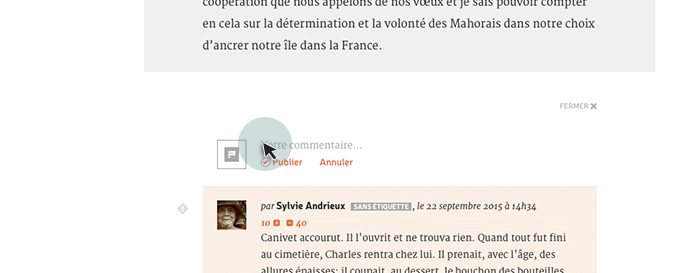 coopération que nous appelons de nos vœux et je sais pouvoir compter
en cela sur la détermination et la volonté des Mahorais dans notre choix
d’ancrer notre île dans la France.
FERMER
Votre commentaire...
Publier Annuler
par Sylvie Andrieux SANS ÉTIQUETTE, le 22 septembre 2015 à 14h34
10 40
Canivet accourut. Il l'ouvrit et ne trouva rien. Quand tout fut fini
au cimetière, Charles rentra chez lui. Il prenait, avec l'âge, des
allures épaisses; il coupait, au dessert, le bouchon des bouteilles